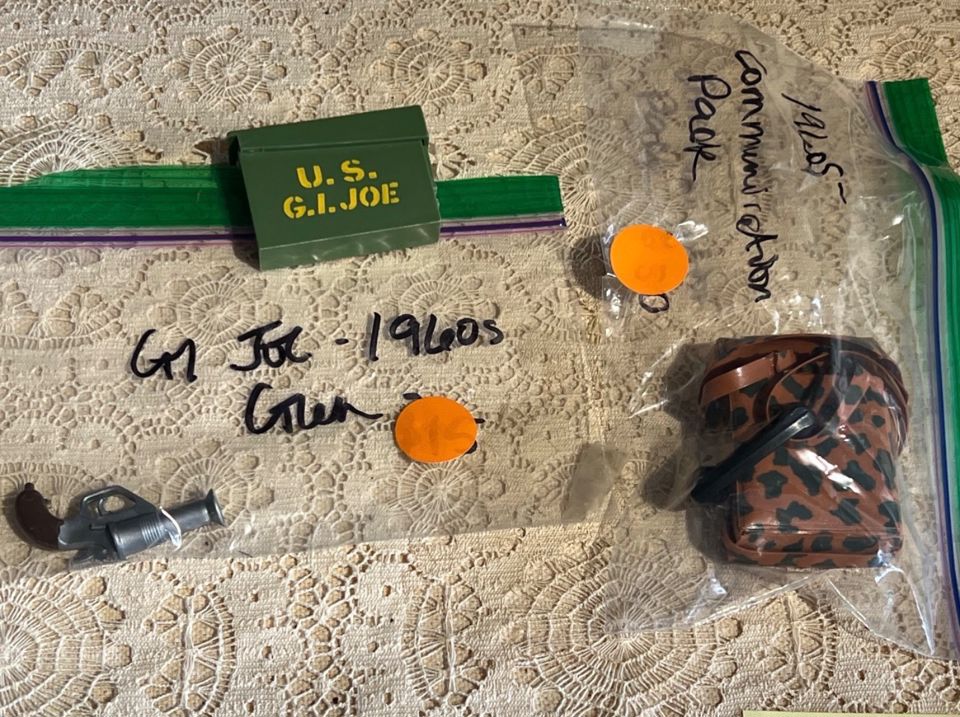 U.S.
G.I.JOE
GI JOE - 1960s
Gun -
1960s -
Communication
Pack